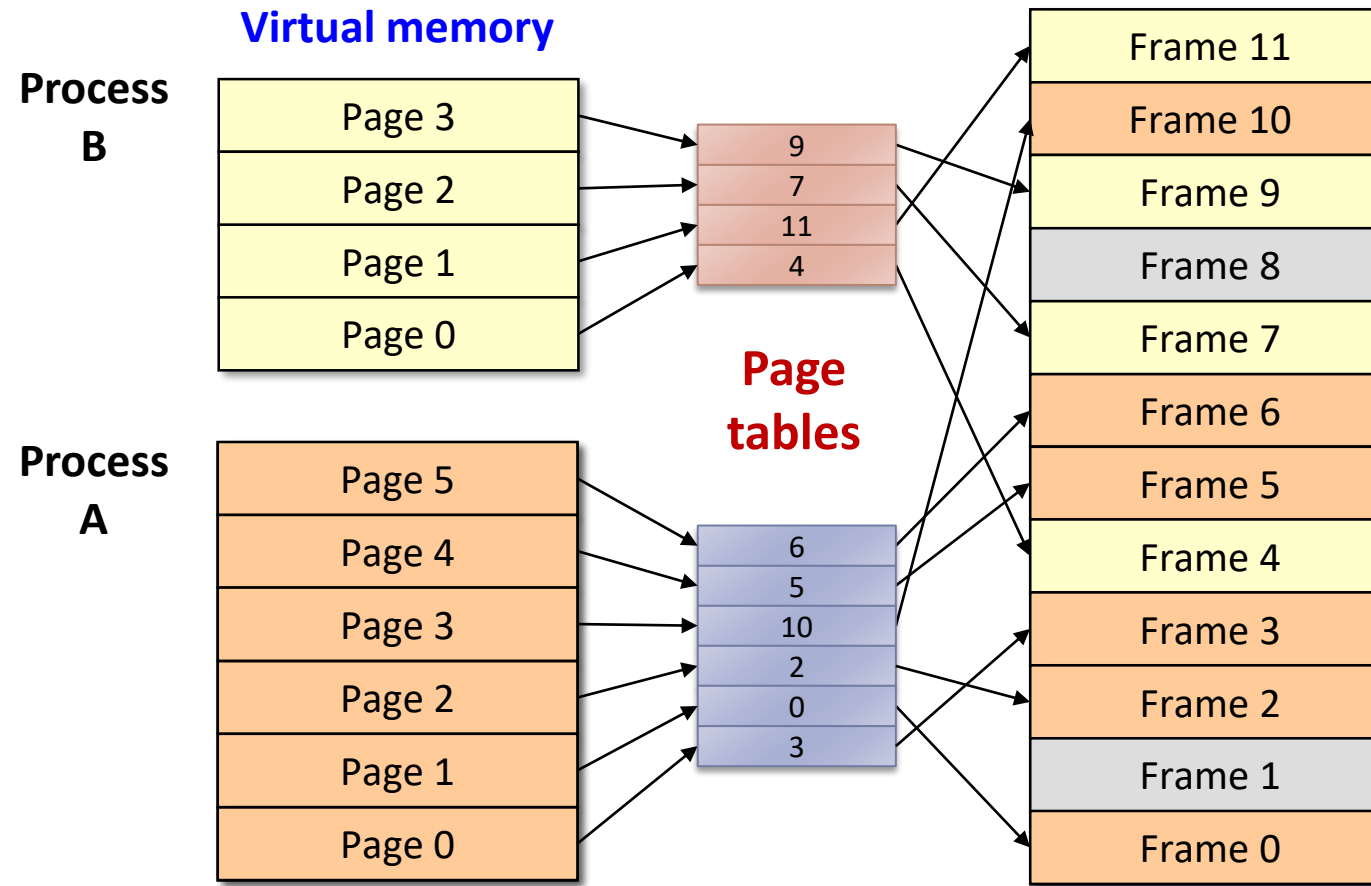 Virtual memory
Process
B
Page 3
Page 2
Page 1
Page 0
9
7
11
4
Page
tables
Process
A
Page 5
Page 4
Page 3
Page 2
Page 1
Page 0
6
5
10
2
0
3
Frame 11
Frame 10
Frame 9
Frame 8
Frame 7
Frame 6
Frame 5
Frame 4
Frame 3
Frame 2
Frame 1
Frame 0